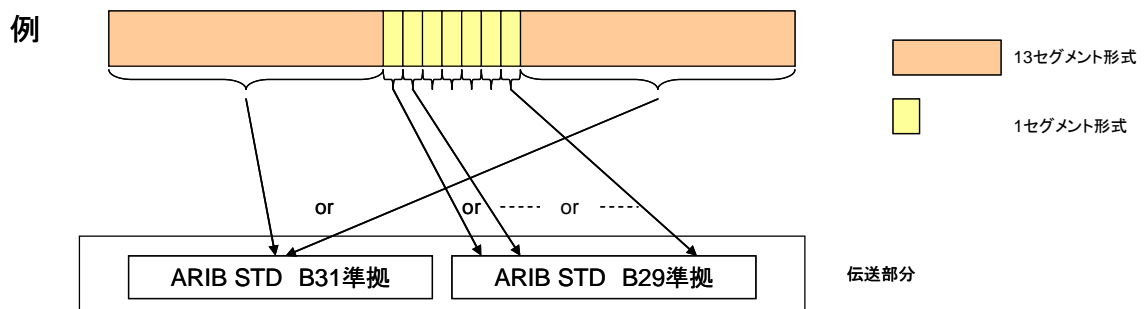 例
13セグメント形式
1セグメント形式
or
or ----- or -----
ARIB STD B31準拠
ARIB STD B29準拠
伝送部分